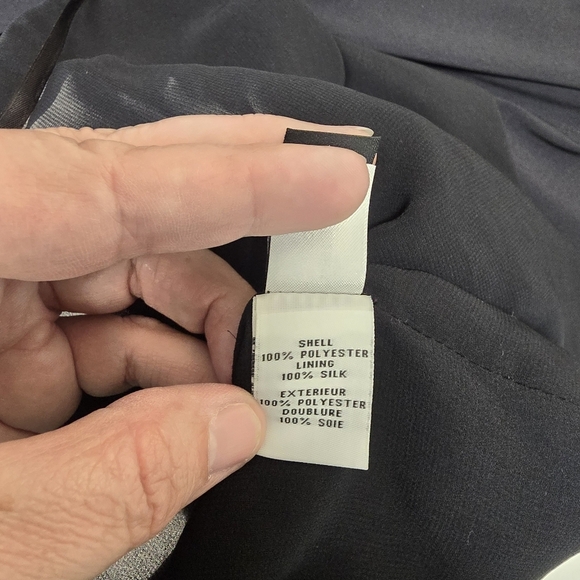 SHELL
100% POLYESTER
LINING
100% SILK
EXTERIEUR
100% POLYESTER
DOUBLURE
100% SOIE